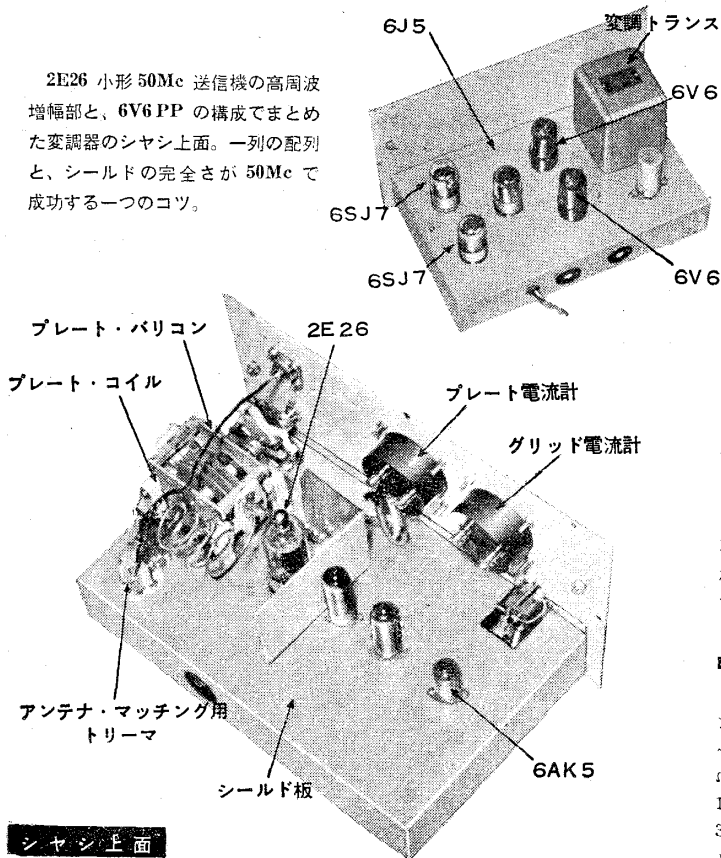 2E26 小形 50Mc 送信機の高周波
増幅部と、6V6 PP の構成でまとめ
た変調器のシヤシ上面。一列の配列
と、シールドの完全さが 50Mc で
成功する一つのコツ。
6J5
変調トランス
6V6
6SJ7
6SJ7
6V6
プレート・バリコン
2E26
プレート・コイル
プレート電流計
グリッド電流計
アンテナ・マッチング用
トリーマ
シールド板
6AK5
シヤシ上面